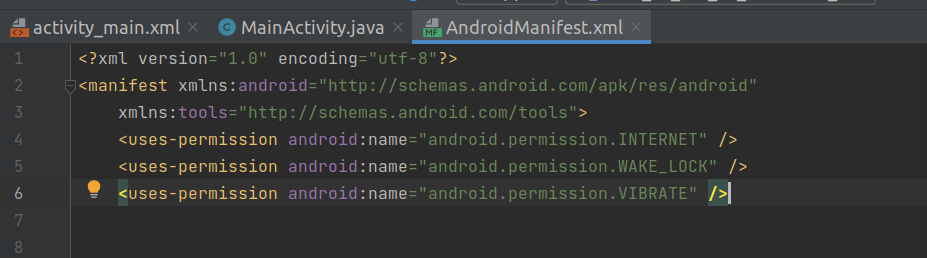 activity_main.xml MainActivity.java AndroidManifest.xml
1 <?xml version="1.0" encoding="utf-8"?>
2 <manifest xmlns:android="http://schemas.android.com/apk/res/android"
3 xmlns:tools="http://schemas.android.com/tools">
4 <uses-permission android:name="android.permission.INTERNET" />
5 <uses-permission android:name="android.permission.WAKE_LOCK" />
6 <uses-permission android:name="android.permission.VIBRATE" />
7
8